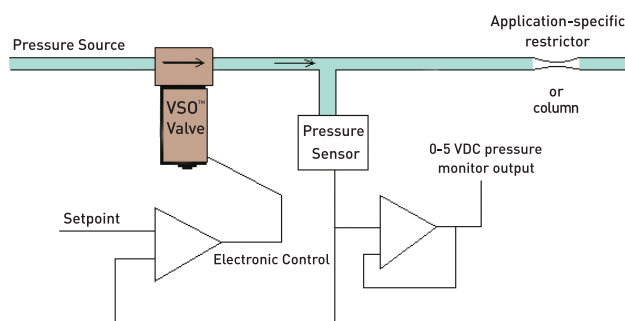 Application-specific
restrictor
Pressure Source
VSO™
Valve
or
column
Pressure
Sensor
0-5 VDC pressure
monitor output
Setpoint
Electronic Control